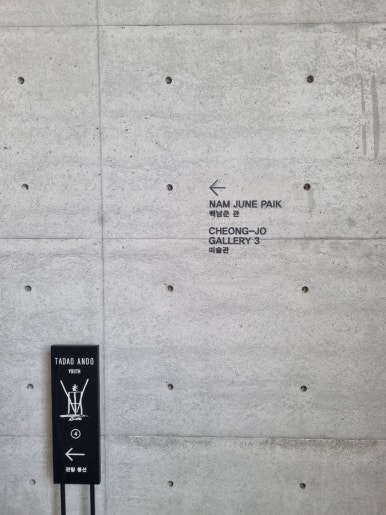 ←
NAM JUNE PAIK
백남준 관
CHEONG-JO
GALLERY 3
미술관
TADAO ANDO
YOUTH
4
←
관람 동선